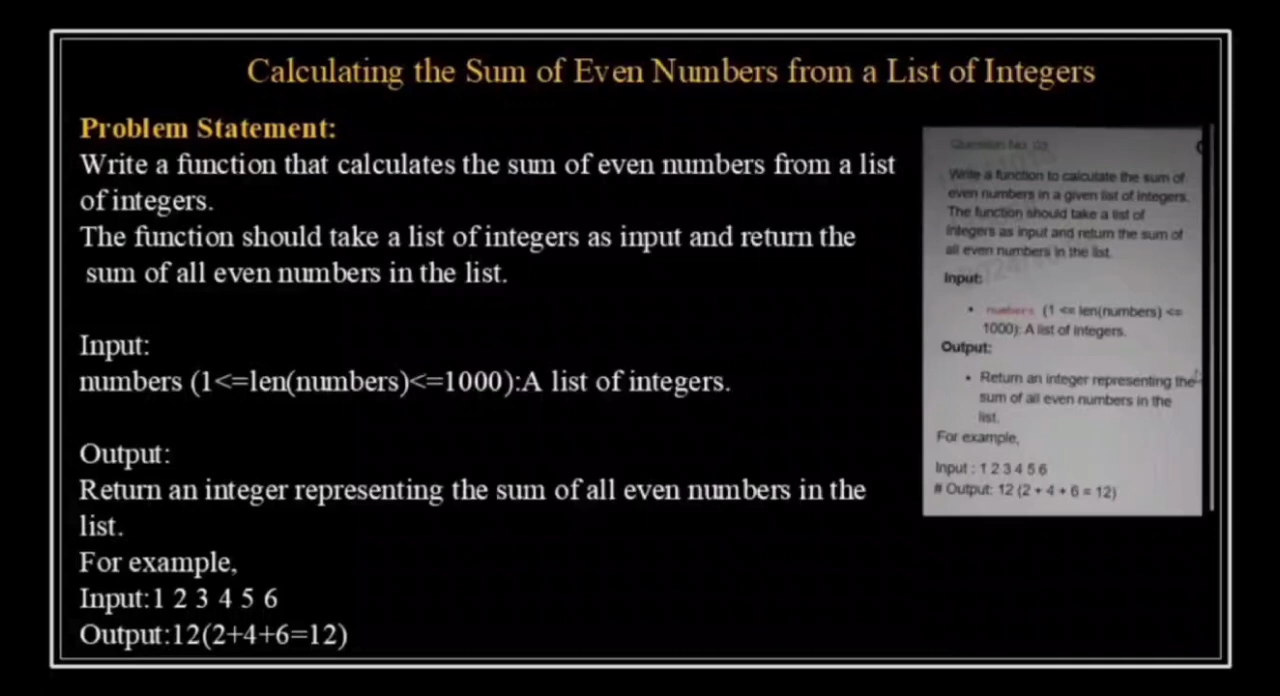 Calculating the Sum of Even Numbers from a List of Integers
Problem Statement:
Write a function that calculates the sum of even numbers from a list
of integers.
The function should take a list of integers as input and return the
sum of all even numbers in the list.
Input:
numbers (1<=len(numbers)<=1000):A list of integers.
Output:
Return an integer representing the sum of all even numbers in the
list.
For example,
Input:1 2 3 4 5 6
Output:12(2+4+6=12)
Question No.
Write a function to calculate the sum of
even numbers in a given list of integers.
The function should take a list of
integers as input and return the sum of
all even numbers in the list.
Input:
• numbers (1 <= len(numbers) <=
1000): A list of integers.
Output:
• Return an integer representing the
sum of all even numbers in the
list.
For example,
Input : 1 2 3 4 5 6
# Output: 12 (2 + 4 + 6 = 12)